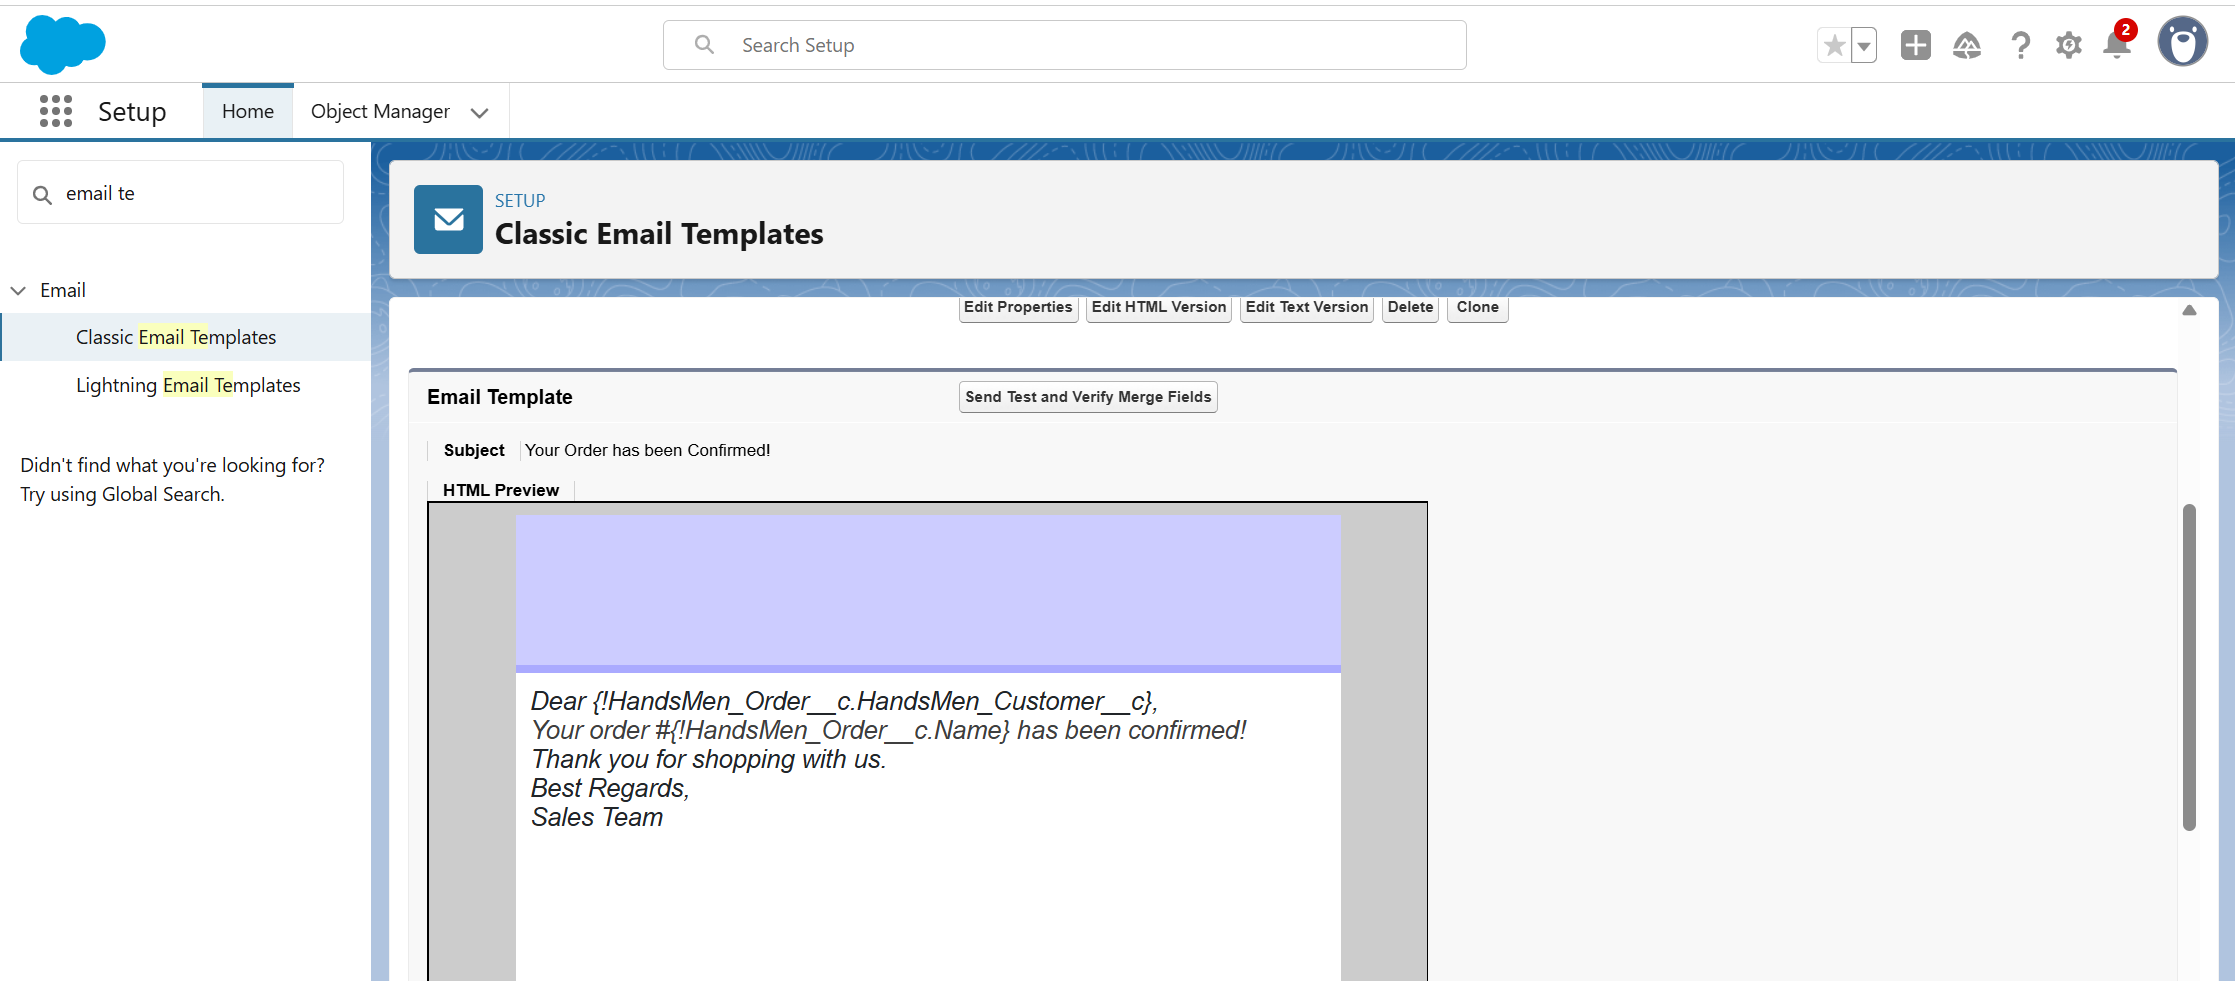 Search Setup
2
Setup
Home
Object Manager
email te
Email
Classic Email Templates
Lightning Email Templates
Didn't find what you're looking for?
Try using Global Search.
SETUP
Classic Email Templates
Edit Properties
Edit HTML Version
Edit Text Version
Delete
Clone
Email Template
Send Test and Verify Merge Fields
Subject
Your Order has been Confirmed!
HTML Preview
Dear {!HandsMen_Order__c.HandsMen_Customer__c},
Your order #{!HandsMen_Order__c.Name} has been confirmed!
Thank you for shopping with us.
Best Regards,
Sales Team